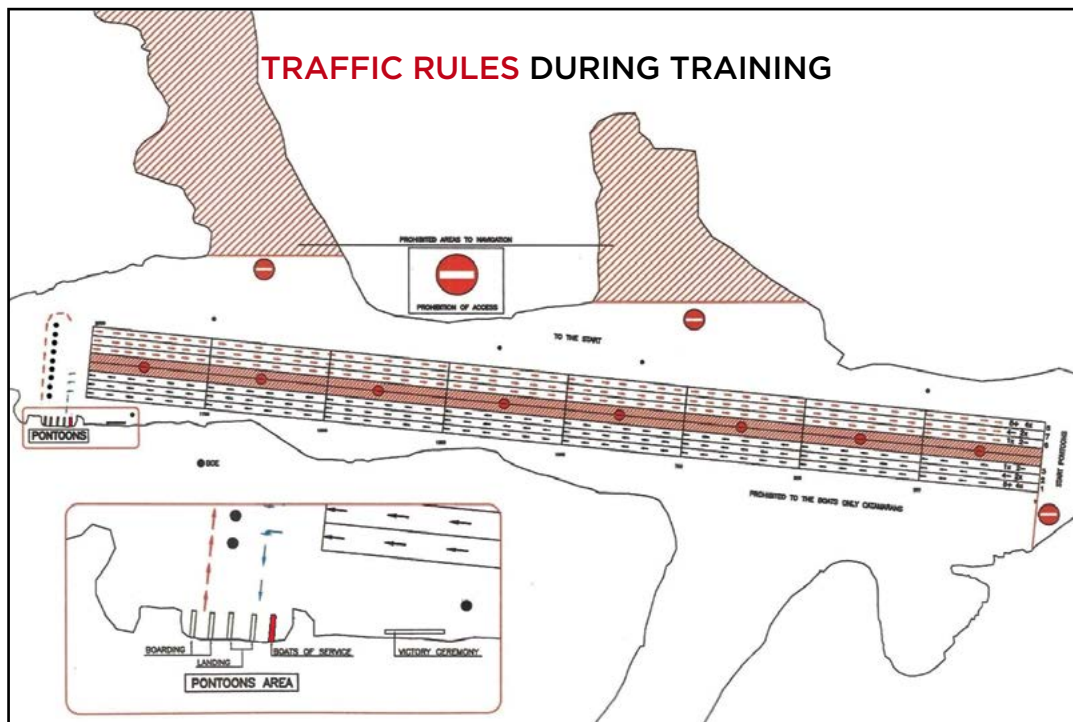 TRAFFIC RULES DURING TRAINING
PROHIBITED AREAS TO NAVIGATION
PROHIBITION OF ACCESS
TO THE START
PONTOONS
BOE
START PONTOONS
PROHIBITED TO THE BOATS ONLY CATAMARANS
BOARDING
LANDING
BOATS OF SERVICE
VICTORY CEREMONY
PONTOONS AREA